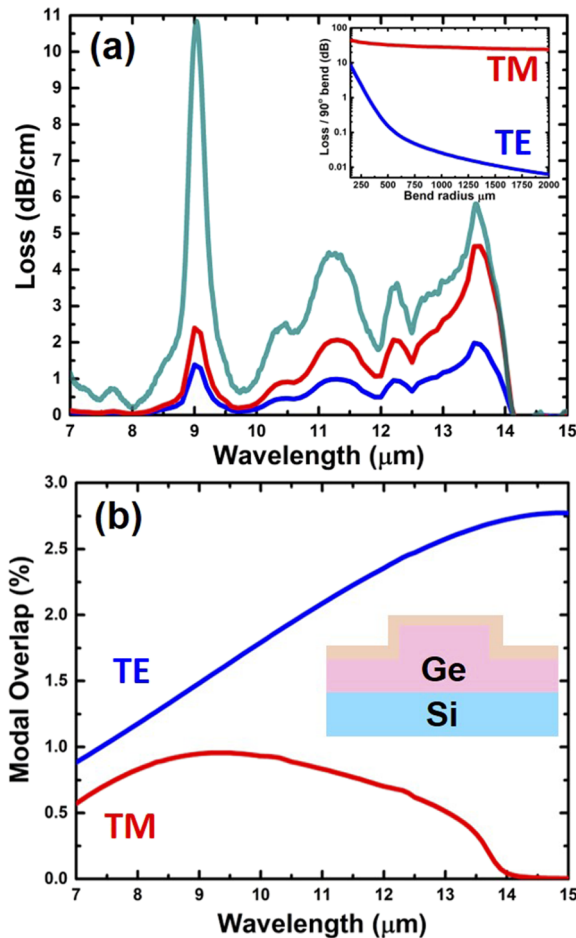 (a)
Loss (dB/cm)
11
10
9
8
7
6
5
4
3
2
1
0
7 8 9 10 11 12 13 14 15
Wavelength (μm)
Loss / 90° bend (dB)
100
10
1
0.1
0.01
TM
TE
250 500 750 1000 1250 1500 1750 2000
Bend radius μm
(b)
Modal Overlap (%)
3.0
2.5
2.0
1.5
1.0
0.5
0.0
TE
TM
Ge
Si
7 8 9 10 11 12 13 14 15
Wavelength (μm)